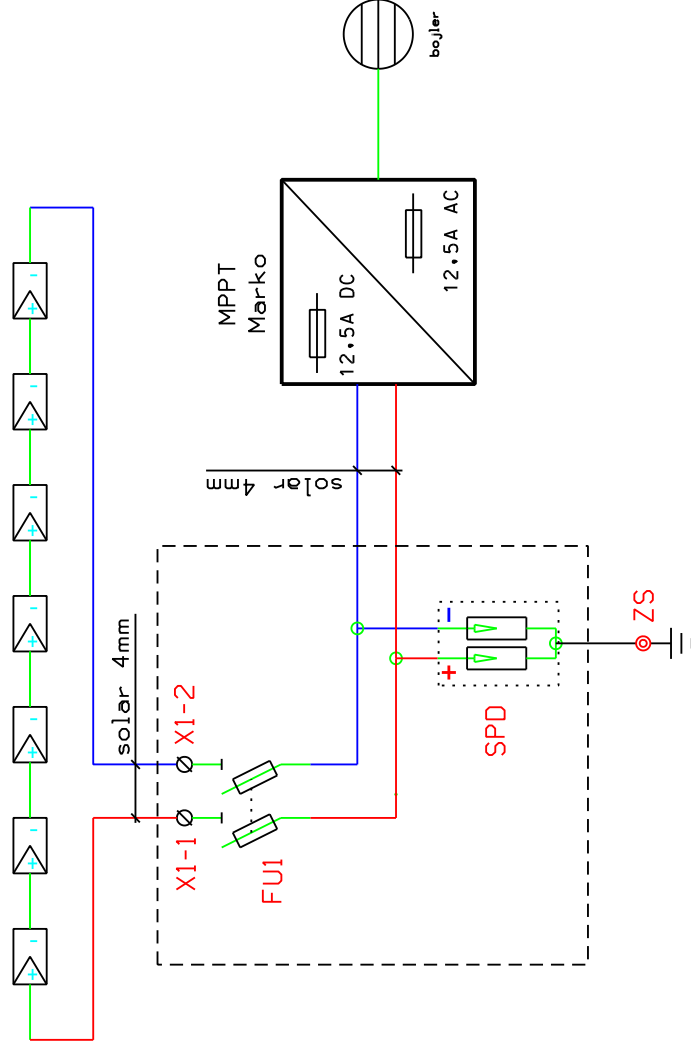 bojler
MPPT
Marko
12.5A DC
12.5A AC
solar 4mm
solar 4mm
X1-2
X1-1
FU1
-
+
SPD
ZS
+ -
+ -
+ -
+ -
+ -
+ -
+ -